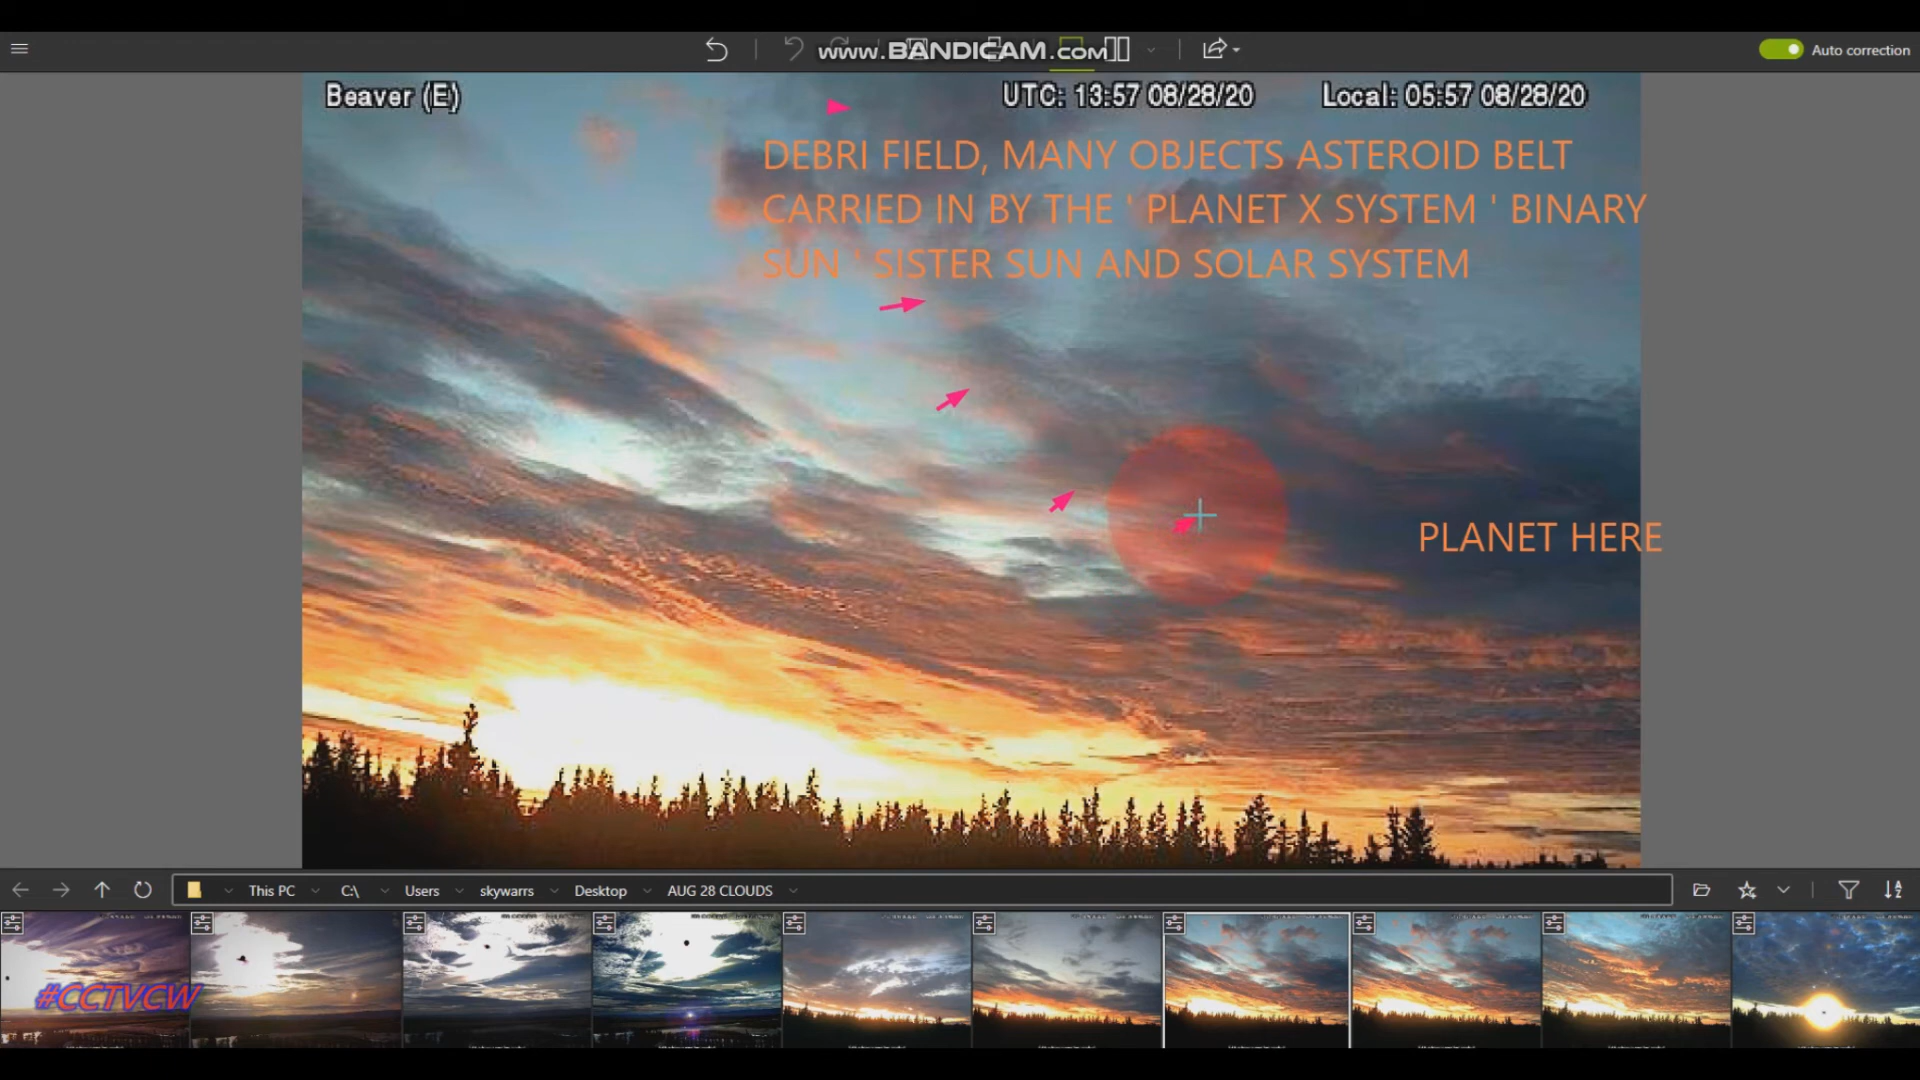 www.BANDICAM.com
Auto correction
Beaver (E)
UTC: 13:57 08/28/20
Local: 05:57 08/28/20
DEBRI FIELD, MANY OBJECTS ASTEROID BELT
CARRIED IN BY THE ' PLANET X SYSTEM ' BINARY
SUN ' SISTER SUN AND SOLAR SYSTEM
PLANET HERE
This PC
C:\
Users
skywarrs
Desktop
AUG 28 CLOUDS
#CCTVCW